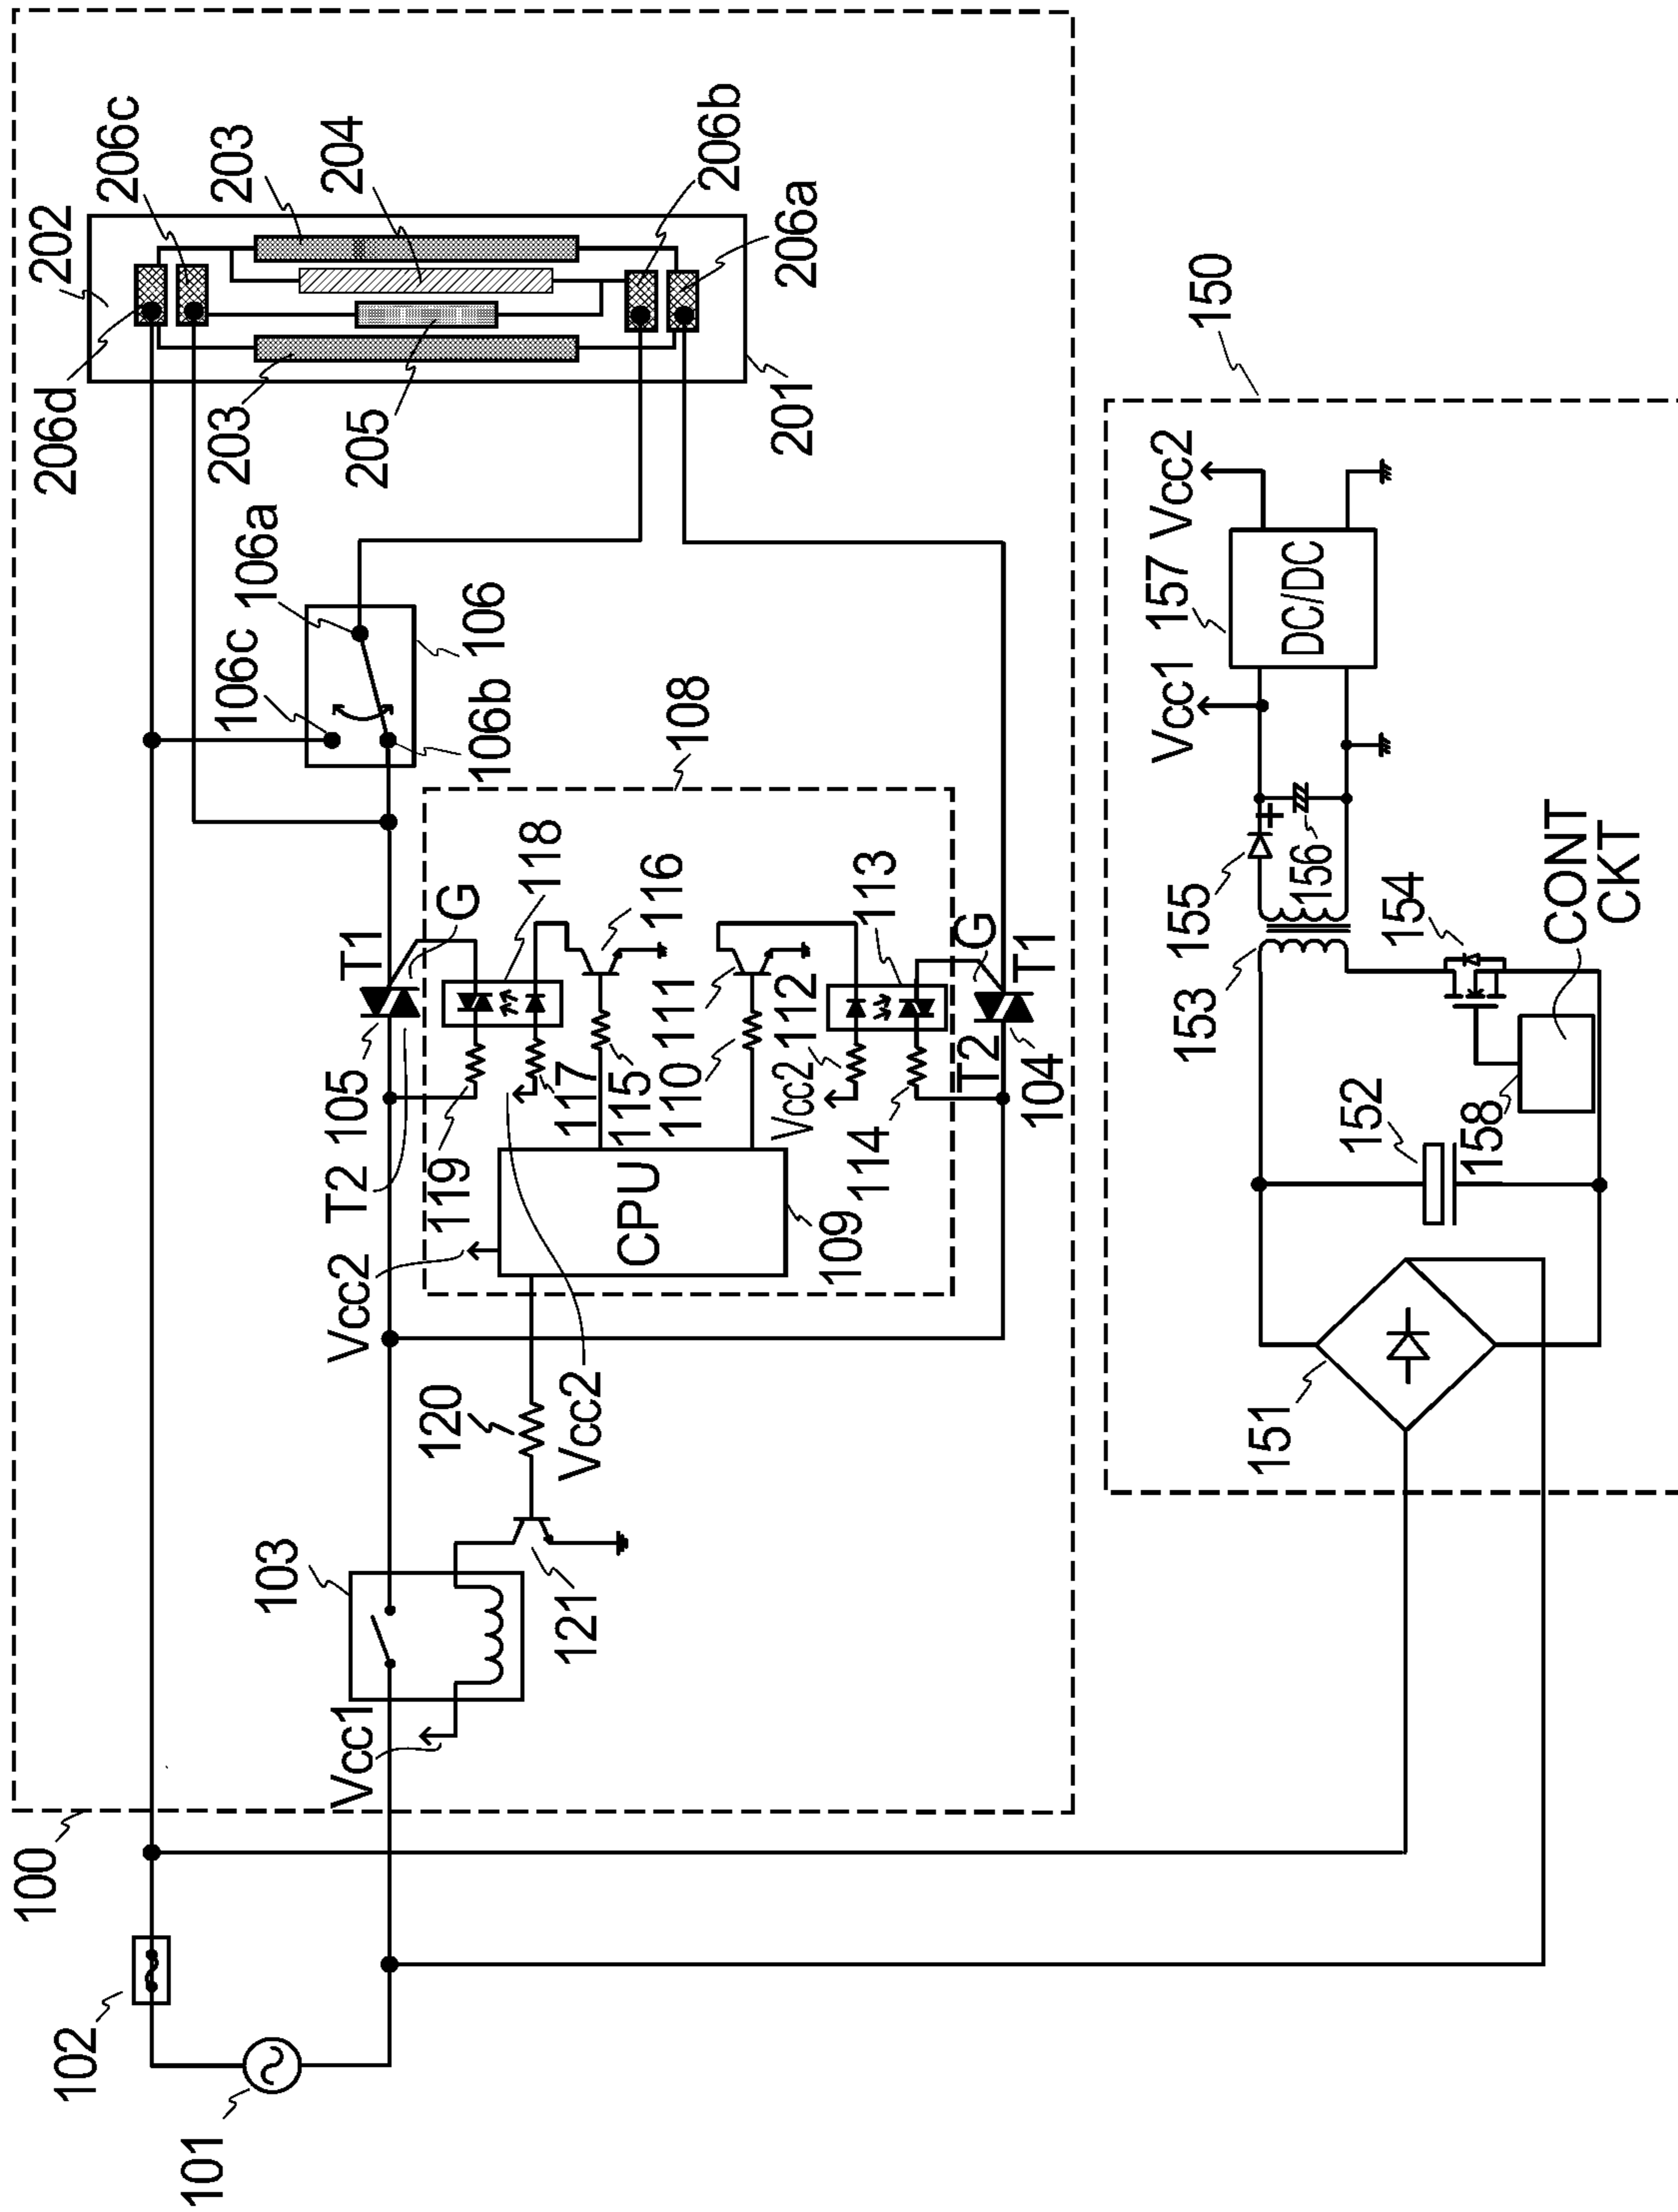 100
102
101
103
Vcc1
121
120
Vcc2
Vcc2
T2
105
T1
G
119
118
117
116
115
CPU
109
110
111
112
Vcc2
113
114
G
T1
T2
104
108
106c
106a
106b
106
206d
202
206c
203
204
206b
206a
203
205
201
150
151
152
153
154
155
156
158
CONT
CKT
Vcc1
157
Vcc2
DC/DC